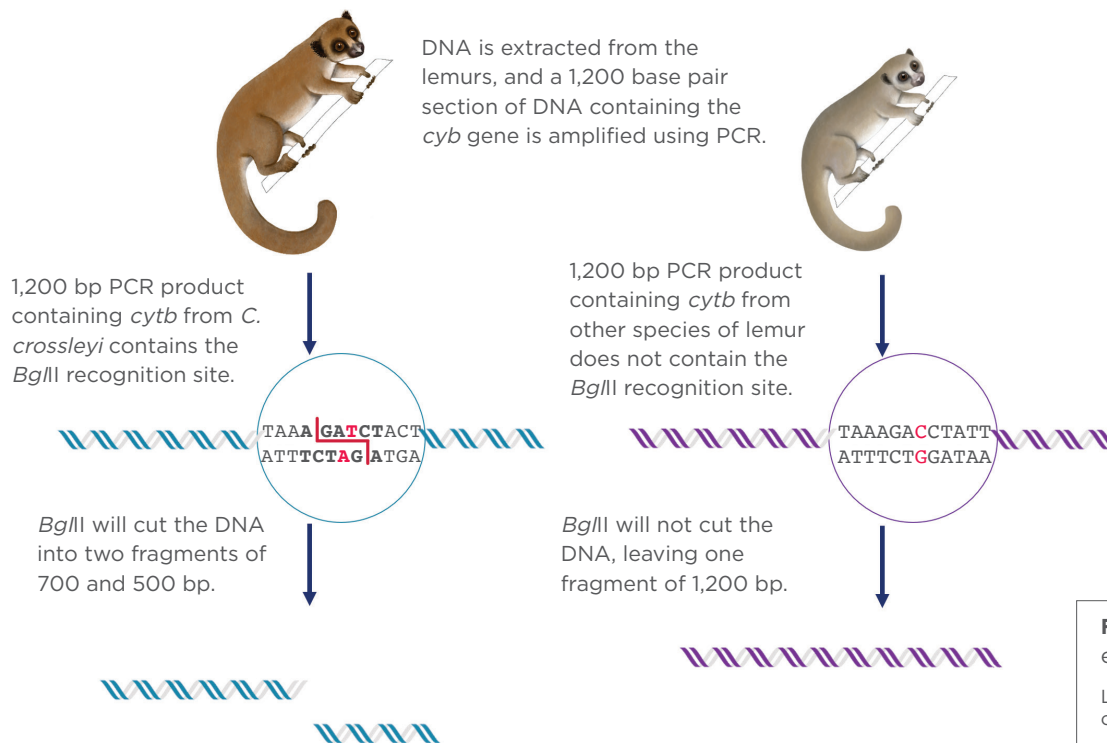 DNA is extracted from the
lemurs, and a 1,200 base pair
section of DNA containing the
cyb gene is amplified using PCR.
1,200 bp PCR product
containing cytb from C.
crossleyi contains the
BglII recognition site.
TAAAGATCTACT
ATTTCTAGATGA
BglII will cut the DNA
into two fragments of
700 and 500 bp.
1,200 bp PCR product
containing cytb from
other species of lemur
does not contain the
BglII recognition site.
TAAAGACCTATT
ATTTCTGGATAA
BglII will not cut the
DNA, leaving one
fragment of 1,200 bp.